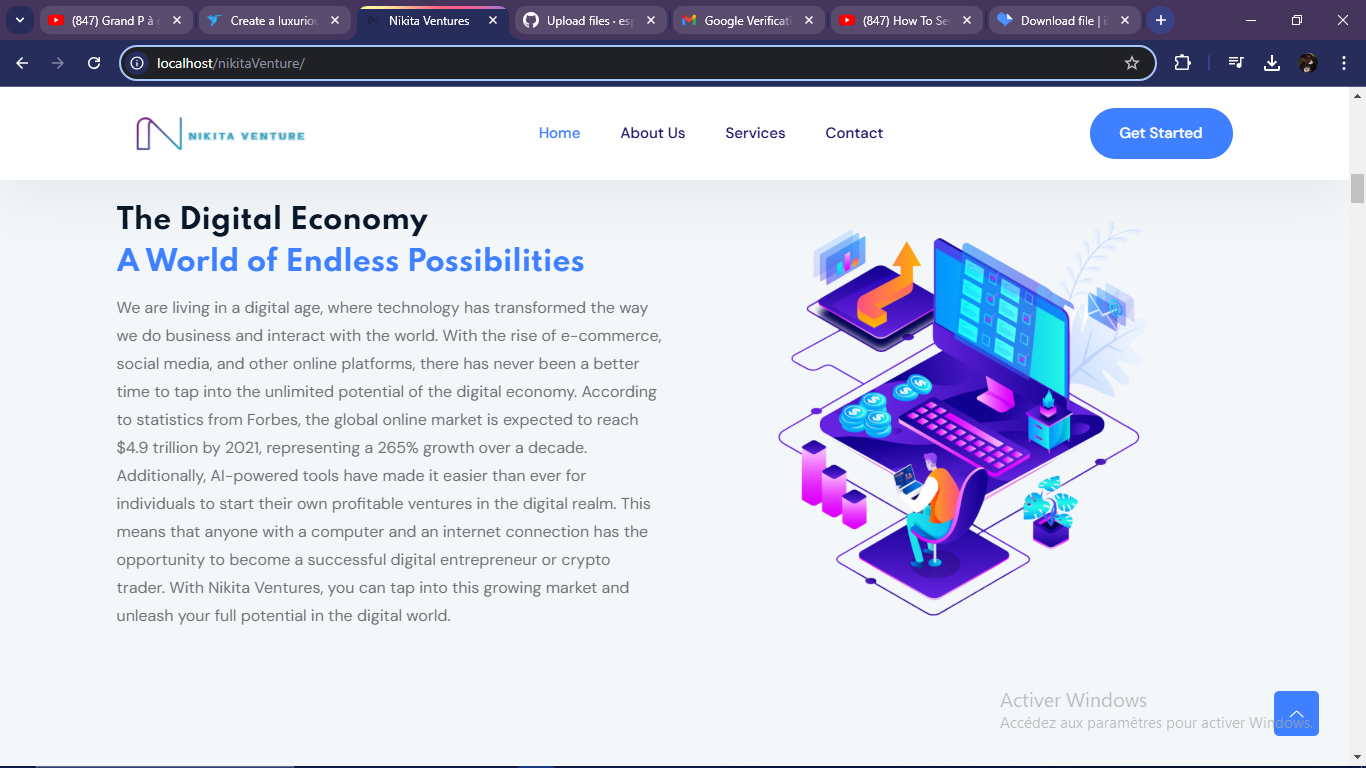 (847) Grand P à
Create a luxuriou
Nikita Ventures
Upload files · esp
Google Verificati
(847) How To Se
Download file | i
localhost/nikitaVenture/
NIKITA VENTURE
Home
About Us
Services
Contact
Get Started
The Digital Economy
A World of Endless Possibilities
We are living in a digital age, where technology has transformed the way
we do business and interact with the world. With the rise of e-commerce,
social media, and other online platforms, there has never been a better
time to tap into the unlimited potential of the digital economy. According
to statistics from Forbes, the global online market is expected to reach
$4.9 trillion by 2021, representing a 265% growth over a decade.
Additionally, AI-powered tools have made it easier than ever for
individuals to start their own profitable ventures in the digital realm. This
means that anyone with a computer and an internet connection has the
opportunity to become a successful digital entrepreneur or crypto
trader. With Nikita Ventures, you can tap into this growing market and
unleash your full potential in the digital world.
Activer Windows
Accédez aux paramètres pour activer Windows.